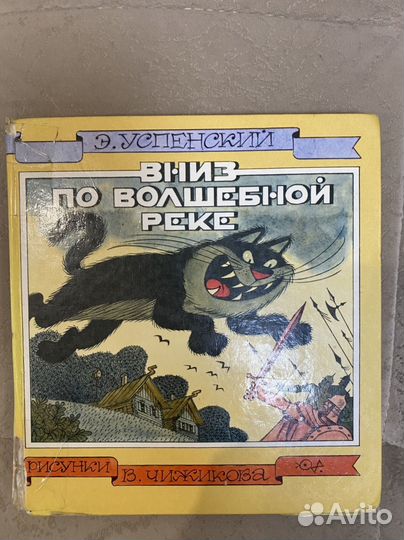 Э. УСПЕНСКИЙ
ВНИЗ
ПО ВОЛШЕБНОЙ
РЕКЕ
РИСУНКИ В. ЧИЖИКОВА
Avito